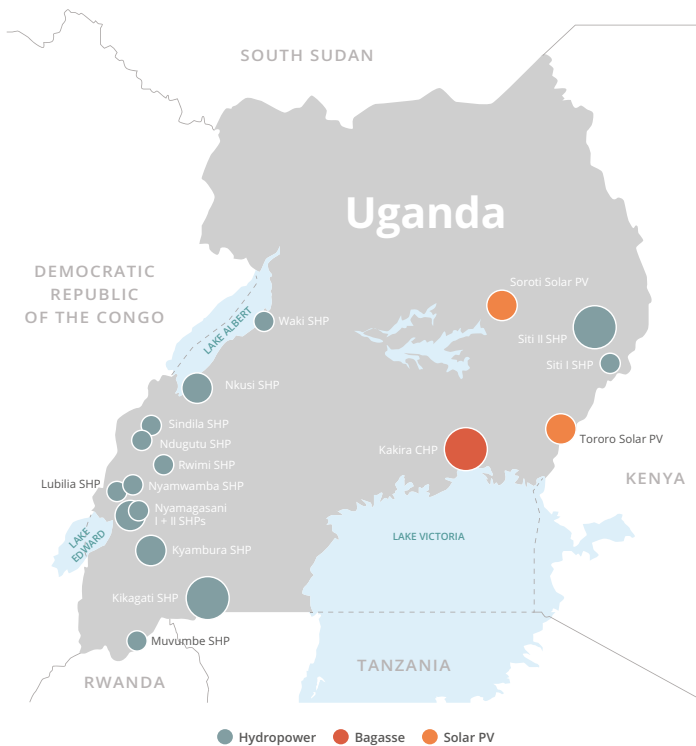 SOUTH SUDAN
Uganda
DEMOCRATIC
REPUBLIC
OF THE CONGO
Soroti Solar PV
LAKE ALBERT
Waki SHP
Siti II SHP
Siti I SHP
Nkusi SHP
Sindila SHP
Ndugutu SHP
Tororo Solar PV
Kakira CHP
Rwimi SHP
KENYA
Lubilia SHP
Nyamwamba SHP
Nyamagasani
I + II SHPs
LAKE
EDWARD
LAKE VICTORIA
Kyambura SHP
Kikagati SHP
Muvumbe SHP
TANZANIA
RWANDA
Hydropower
Bagasse
Solar PV